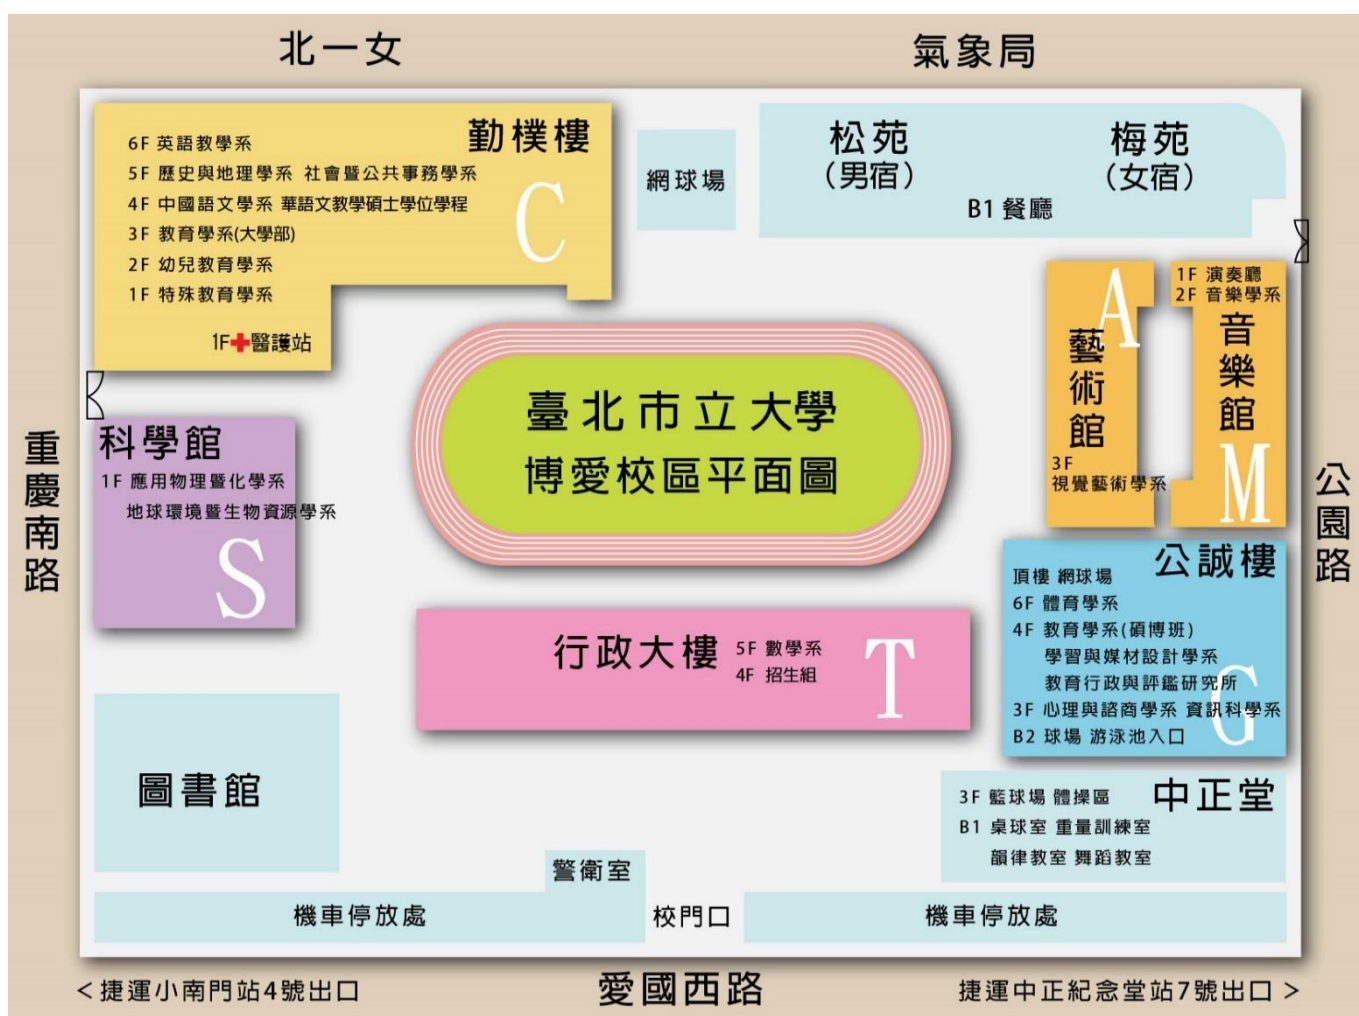 北一女
氣象局
勤樸樓
6F 英語教學系
5F 歷史與地理學系 社會暨公共事務學系
4F 中國語文學系 華語文教學碩士學位學程
3F 教育學系(大學部)
2F 幼兒教育學系
1F 特殊教育學系
1F 醫護站
C
網球場
松苑
(男宿)
梅苑
(女宿)
B1 餐廳
A
藝術館
3F
視覺藝術學系
1F 演奏廳
2F 音樂學系
音樂館
M
臺北市立大學
博愛校區平面圖
重慶南路
科學館
1F 應用物理暨化學系
地球環境暨生物資源學系
S
公園路
公誠樓
頂樓 網球場
6F 體育學系
4F 教育學系(碩博班)
學習與媒材設計學系
教育行政與評鑑研究所
3F 心理與諮商學系 資訊科學系
B2 球場 游泳池入口
G
行政大樓
5F 數學系
4F 招生組
T
圖書館
中正堂
3F 籃球場 體操區
B1 桌球室 重量訓練室
韻律教室 舞蹈教室
警衛室
機車停放處
校門口
機車停放處
<捷運小南門站4號出口
愛國西路
捷運中正紀念堂站7號出口>